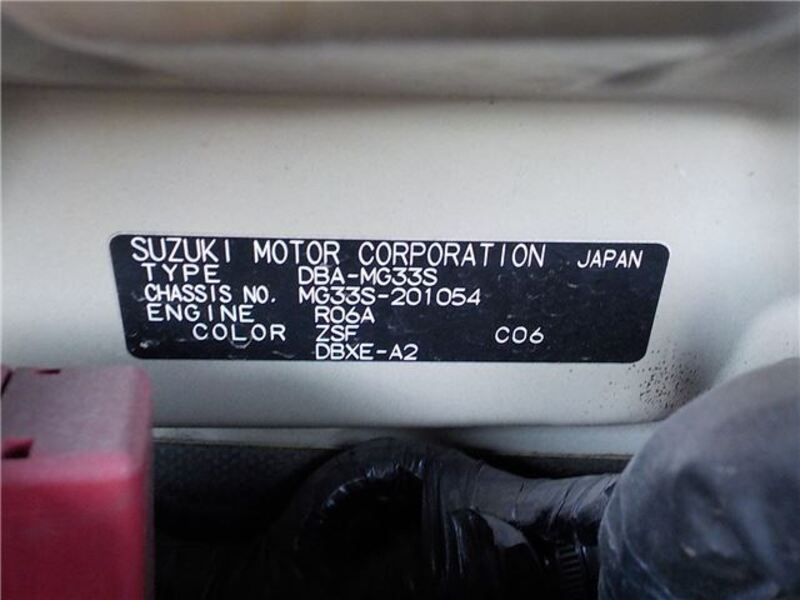 SUZUKI MOTOR CORPORATION JAPAN
TYPE DBA-MG33S
CHASSIS NO. MG33S-201054
ENGINE R06A
COLOR ZSF C06
DBXE-A2